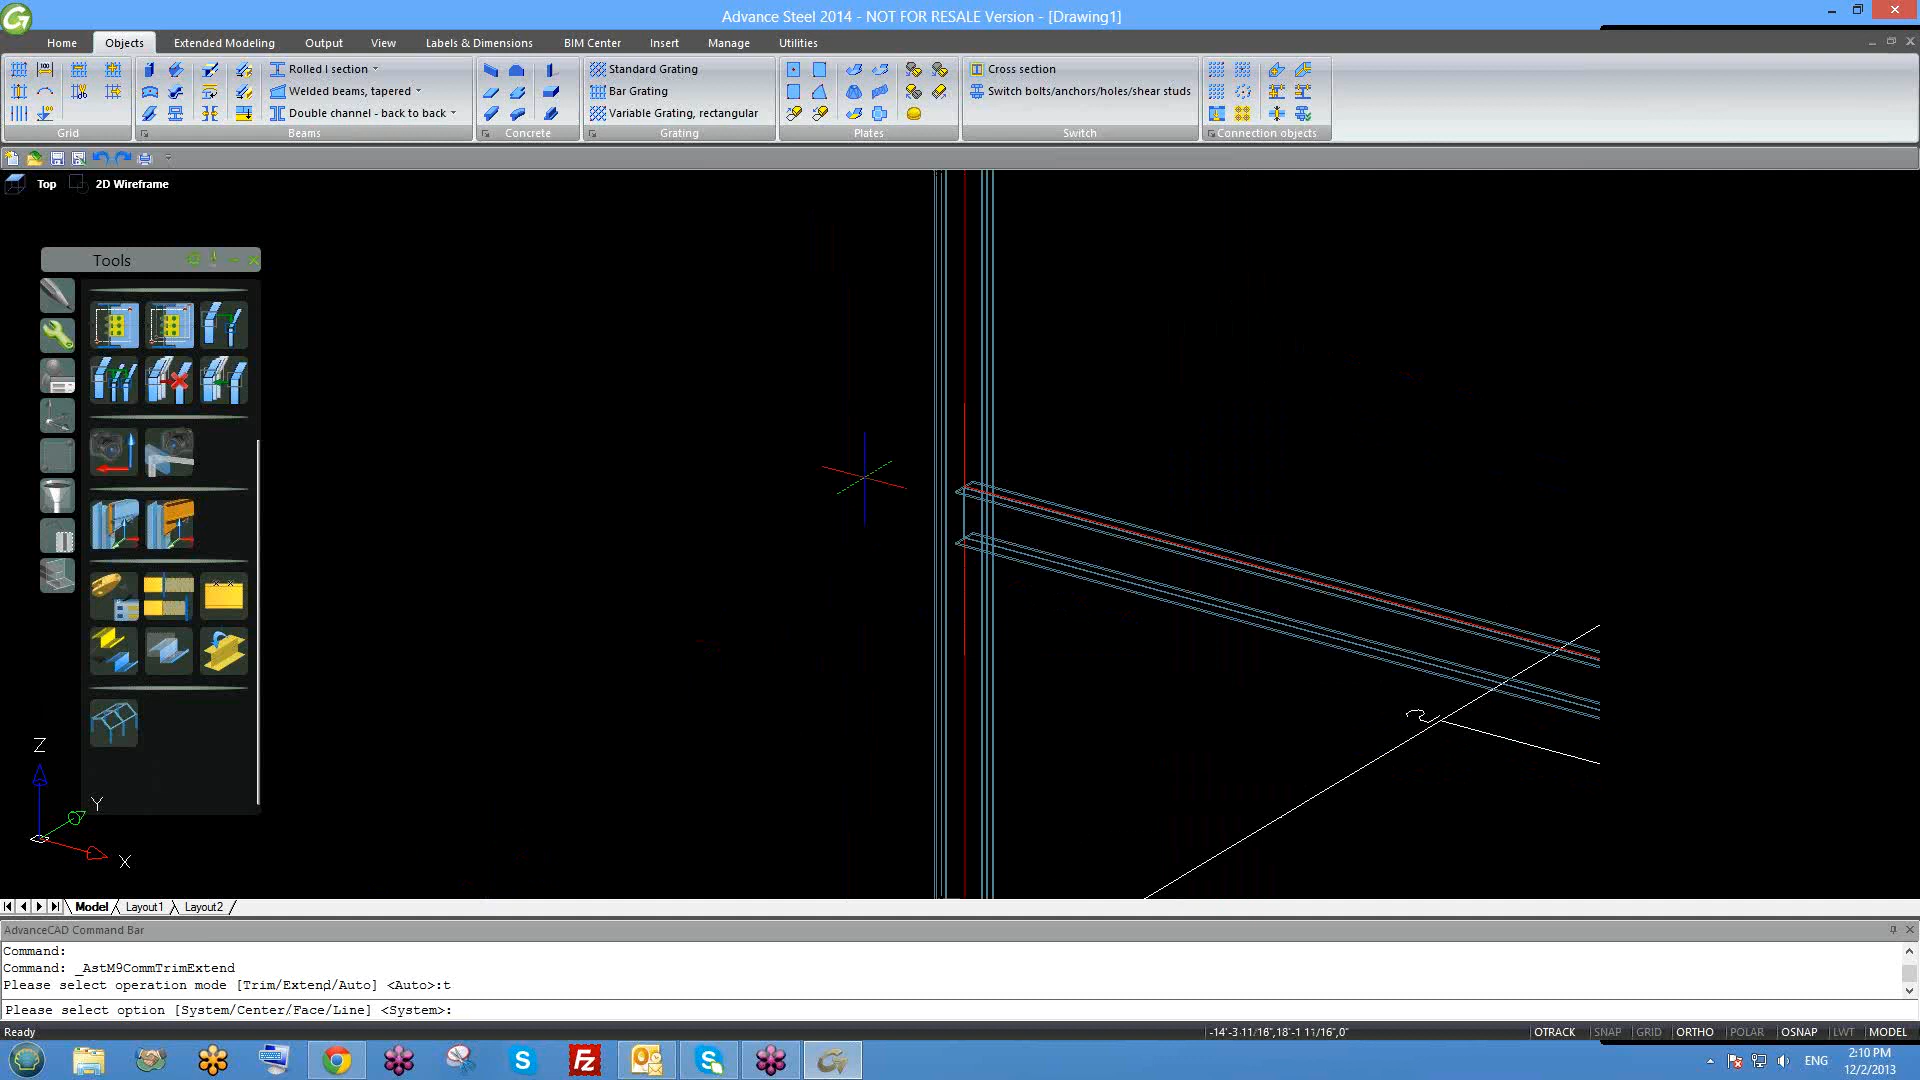 Advance Steel 2014 - NOT FOR RESALE Version - [Drawing1]
Home Objects Extended Modeling Output View Labels & Dimensions BIM Center Insert Manage Utilities
Rolled I section Standard Grating Cross section
Welded beams, tapered Bar Grating Switch bolts/anchors/holes/shear studs
Double channel - back to back Variable Grating, rectangular
Grid Beams Concrete Grating Plates Switch Connection objects
Top 2D Wireframe
Tools
2
Z
Y
X
Model Layout1 Layout2
AdvanceCAD Command Bar
Command:
Command: _AstM9CommTrimExtend
Please select operation mode [Trim/Extend/Auto] <Auto>:t
Please select option [System/Center/Face/Line] <System>:
Ready -14'-3 11/16",18'-1 11/16",0" OTRACK SNAP GRID ORTHO POLAR OSNAP LWT MODEL
ENG 2:10 PM
12/2/2013